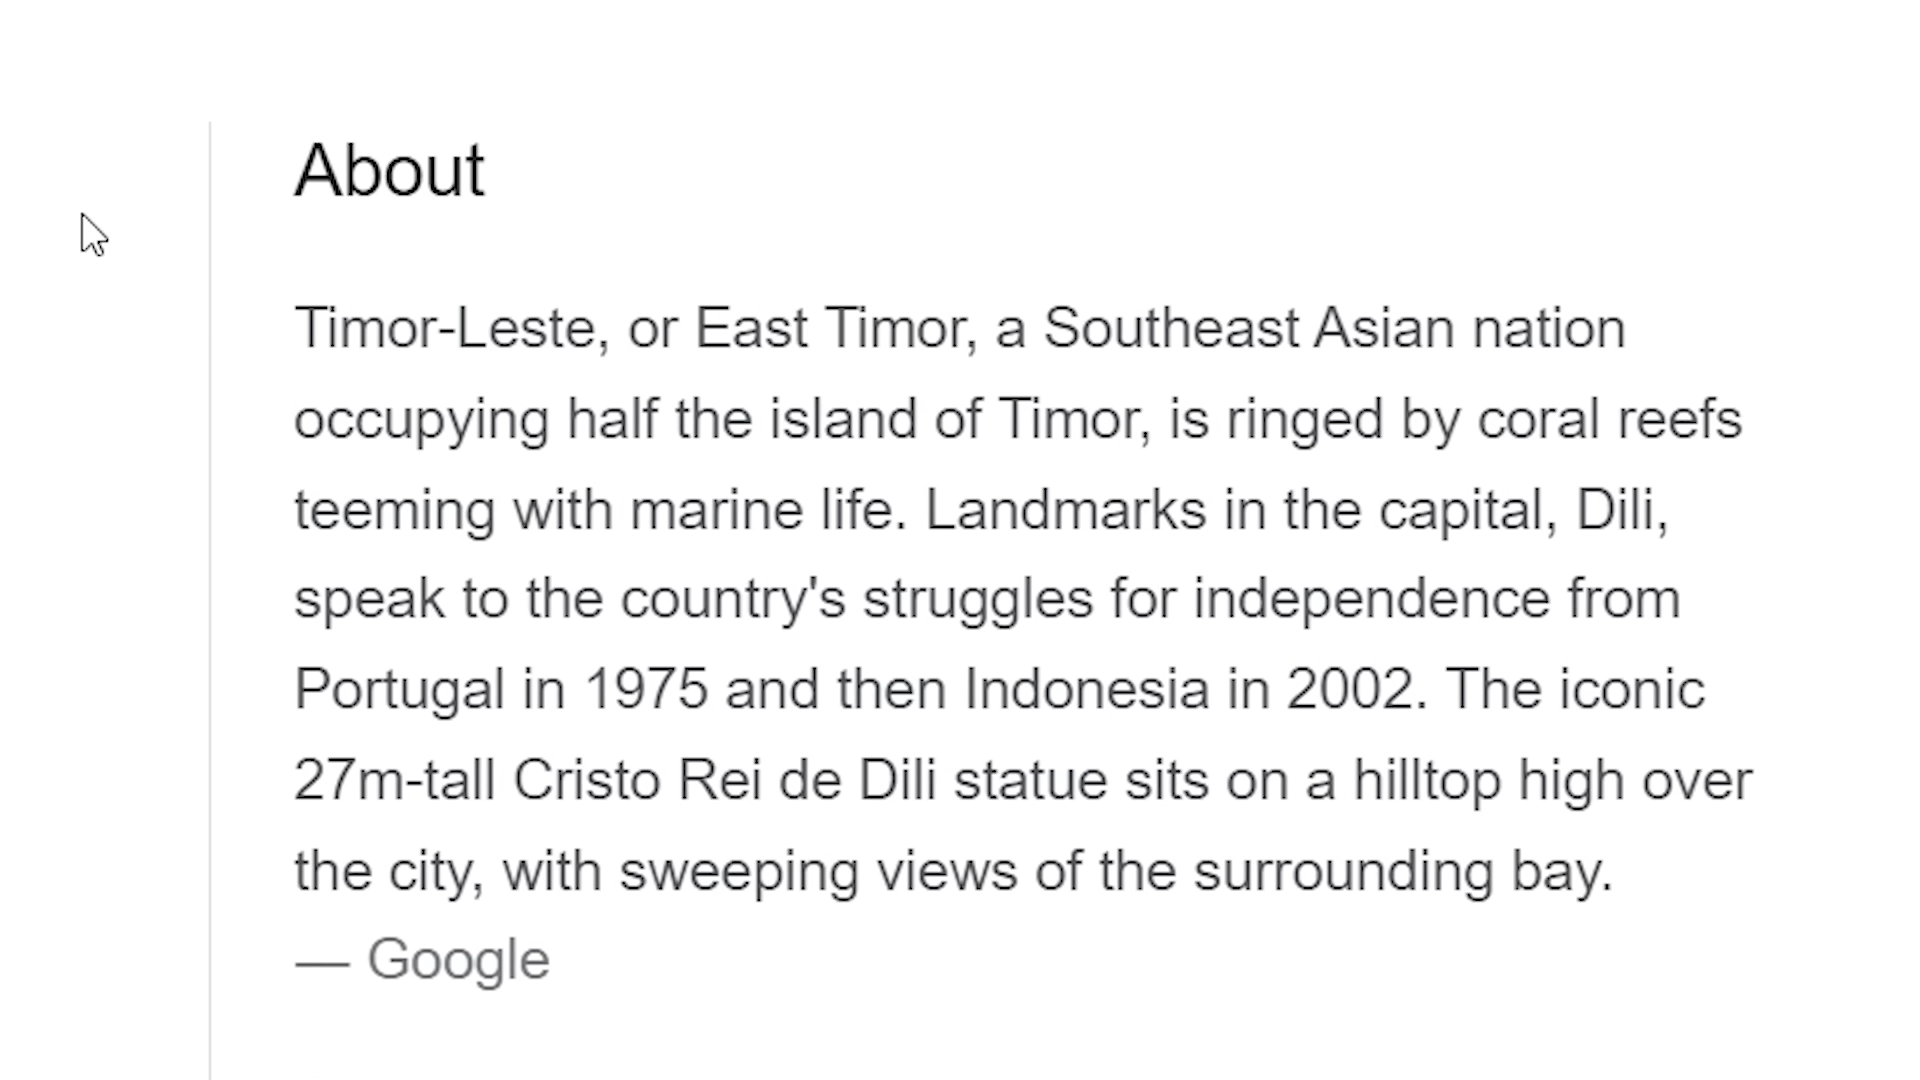 About
Timor-Leste, or East Timor, a Southeast Asian nation
occupying half the island of Timor, is ringed by coral reefs
teeming with marine life. Landmarks in the capital, Dili,
speak to the country's struggles for independence from
Portugal in 1975 and then Indonesia in 2002. The iconic
27m-tall Cristo Rei de Dili statue sits on a hilltop high over
the city, with sweeping views of the surrounding bay.
— Google